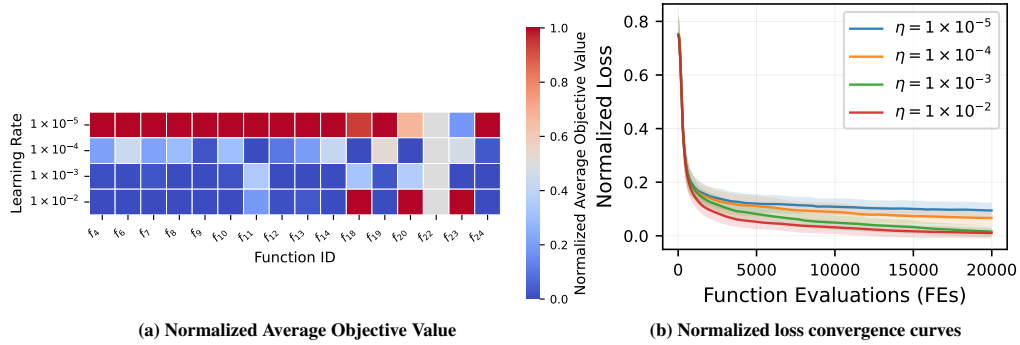 Learning Rate
1 × 10⁻⁵
1 × 10⁻⁴
1 × 10⁻³
1 × 10⁻²
f₄ f₆ f₇ f₈ f₉ f₁₀ f₁₁ f₁₂ f₁₃ f₁₄ f₁₈ f₁₉ f₂₀ f₂₂ f₂₃ f₂₄
Function ID
1.0
0.8
0.6
0.4
0.2
0.0
Normalized Average Objective Value
(a) Normalized Average Objective Value
Normalized Loss
0.8
0.6
0.4
0.2
0.0
η = 1 × 10⁻⁵
η = 1 × 10⁻⁴
η = 1 × 10⁻³
η = 1 × 10⁻²
0 5000 10000 15000 20000
Function Evaluations (FEs)
(b) Normalized loss convergence curves